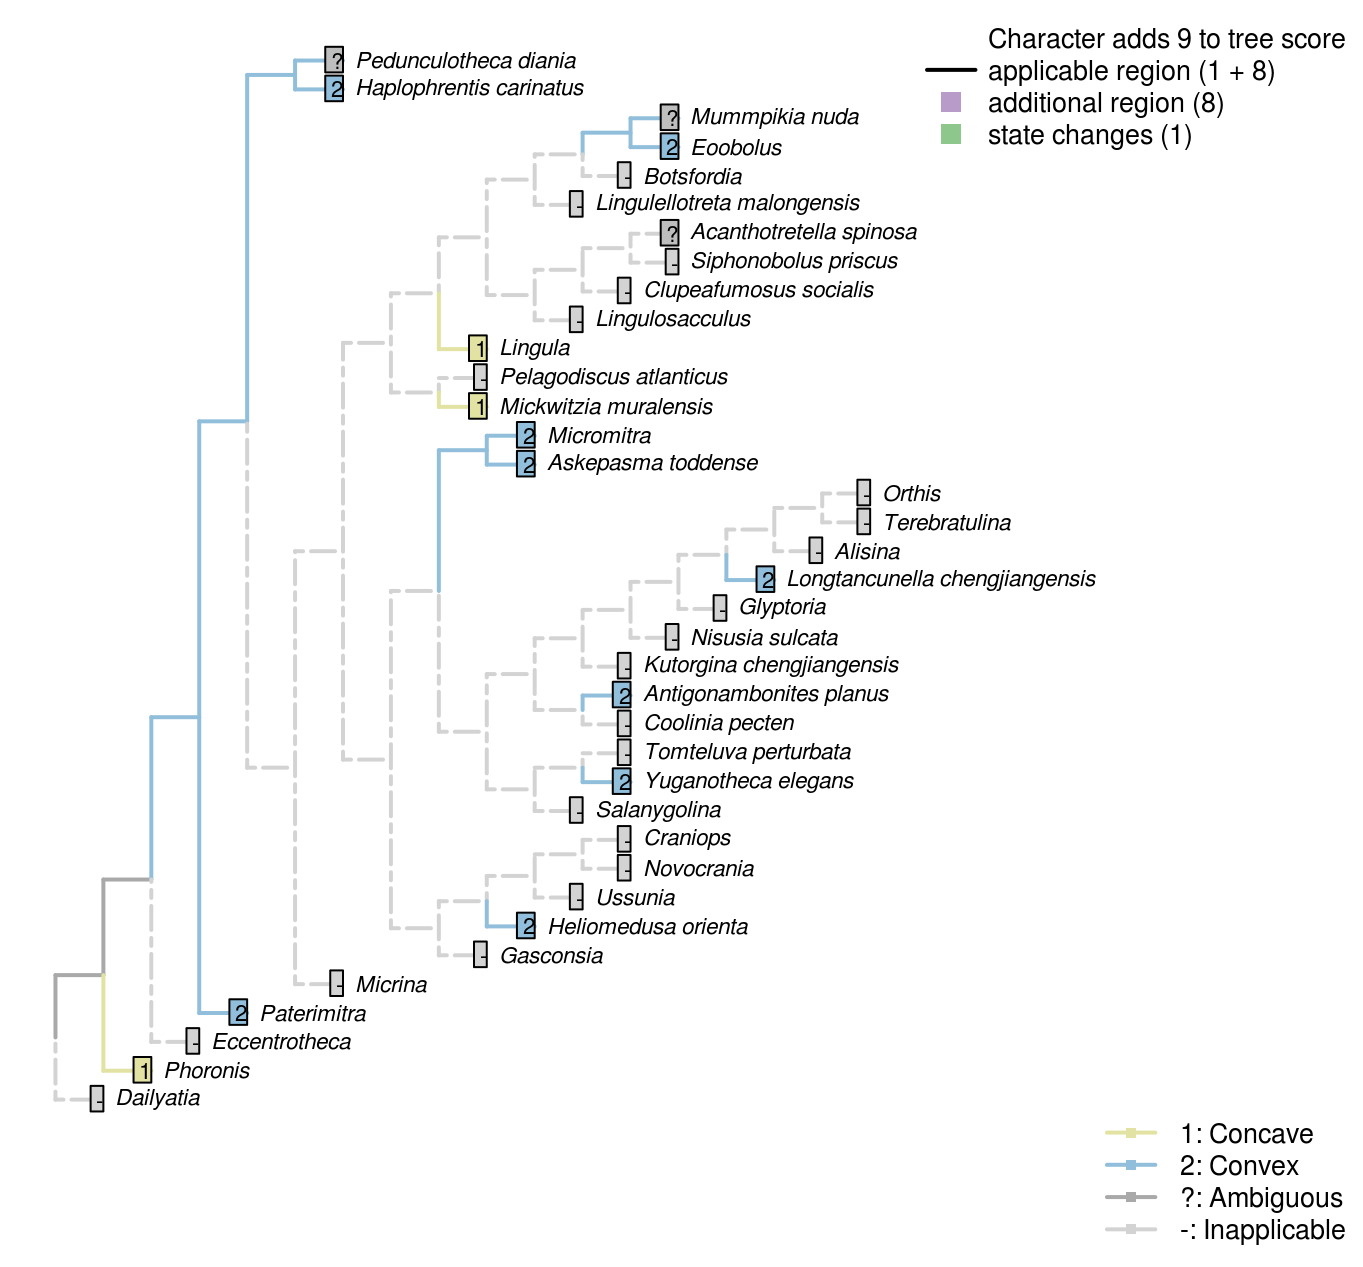 Character adds 9 to tree score
applicable region (1 + 8)
additional region (8)
state changes (1)
? Pedunculotheca diania
2 Haplophrentis carinatus
? Mummpikia nuda
2 Eoobolus
- Botsfordia
- Lingulellotreta malongensis
? Acanthotretella spinosa
- Siphonobolus priscus
- Clupeafumosus socialis
- Lingulosacculus
1 Lingula
- Pelagodiscus atlanticus
1 Mickwitzia muralensis
2 Micromitra
2 Askepasma toddense
- Orthis
- Terebratulina
- Alisina
2 Longtancunella chengjiangensis
- Glyptoria
- Nisusia sulcata
- Kutorgina chengjiangensis
2 Antigonambonites planus
- Coolinia pecten
- Tomteluva perturbata
2 Yuganotheca elegans
- Salanygolina
- Craniops
- Novocrania
- Ussunia
2 Heliomedusa orienta
- Gasconsia
- Micrina
2 Paterimitra
- Eccentrotheca
1 Phoronis
- Dailyatia
1: Concave
2: Convex
?: Ambiguous
-: Inapplicable